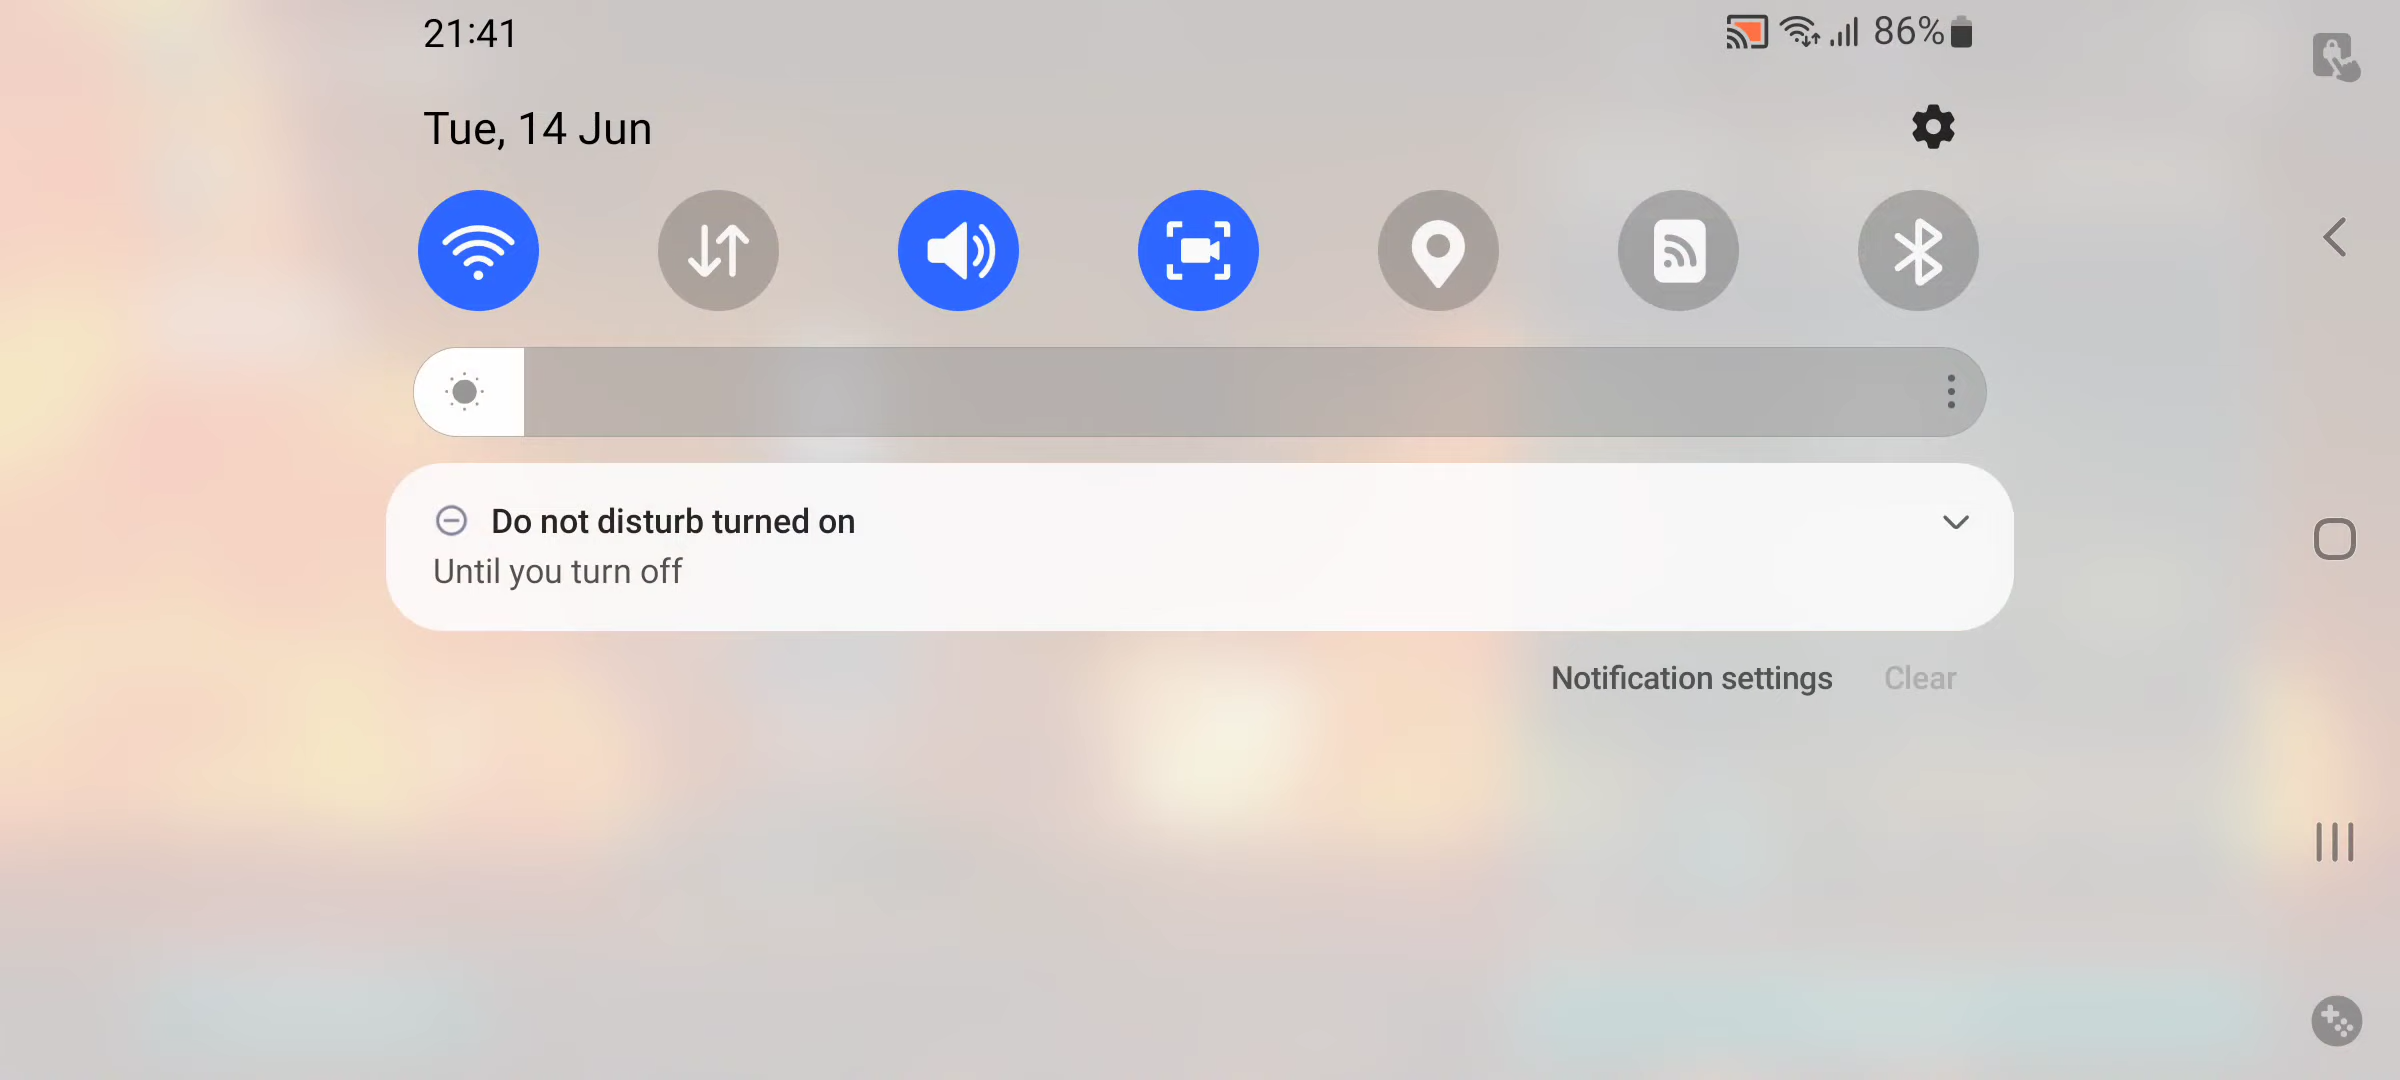 21:41
86%
Tue, 14 Jun
Do not disturb turned on
Until you turn off
Notification settings
Clear